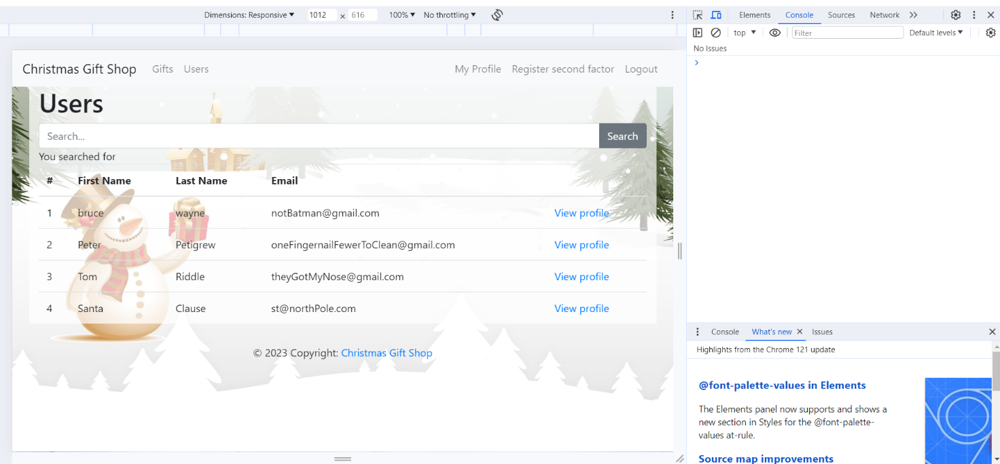 Dimensions: Responsive ▼ 1012 × 616 100% ▼ No throttling ▼
Elements Console Sources Network
top ▼ Filter Default levels ▼
No Issues
Christmas Gift Shop Gifts Users My Profile Register second factor Logout
Users
Search... Search
You searched for
# First Name Last Name Email
1 bruce wayne notBatman@gmail.com View profile
2 Peter Petigrew oneFingernailFewerToClean@gmail.com View profile
3 Tom Riddle theyGotMyNose@gmail.com View profile
4 Santa Clause st@northPole.com View profile
© 2023 Copyright: Christmas Gift Shop
Console What's new Issues
Highlights from the Chrome 121 update
@font-palette-values in Elements
The Elements panel now supports and shows a
new section in Styles for the @font-palette-
values at-rule.
Source map improvements